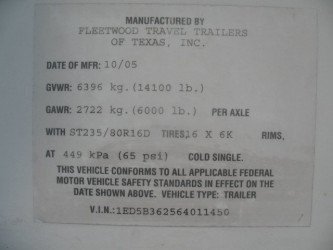 MANUFACTURED BY
FLEETWOOD TRAVEL TRAILERS
OF TEXAS, INC.
DATE OF MFR: 10/05
GVWR: 6396 kg.(14100 lb.)
GAWR: 2722 kg.(6000 lb.) PER AXLE
WITH ST235/80R16D TIRES, 16 X 6K RIMS.
AT 449 kPa (65 psi) COLD SINGLE.
THIS VEHICLE CONFORMS TO ALL APPLICABLE FEDERAL
MOTOR VEHICLE SAFETY STANDARDS IN EFFECT ON THE
DATE SHOWN ABOVE. VEHICLE TYPE: TRAILER
V.I.N.:1ED5B362564011450